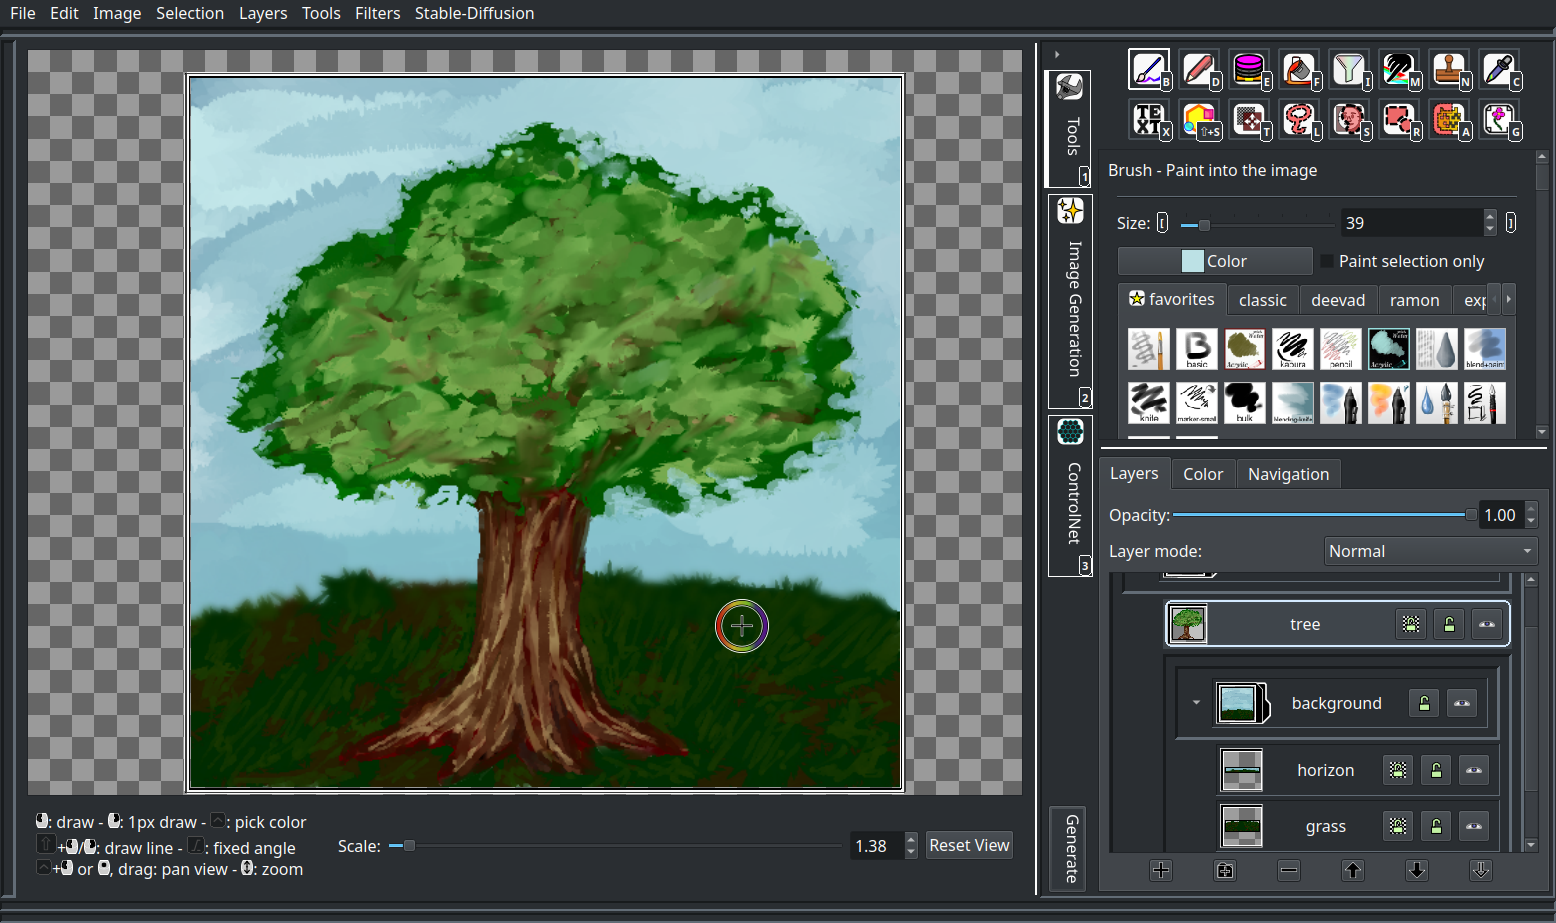 File Edit Image Selection Layers Tools Filters Stable-Diffusion
B D E F I M N C
TEXT X ⇧+S T L S R A G
Tools
1
Image Generation
2
ControlNet
3
Generate
Brush - Paint into the image
Size: [ 39 ]
Color Paint selection only
favorites classic deevad ramon exp
basic kabura pencil blend+paint
knife marker-small bulk blending-knife
Layers Color Navigation
Opacity: 1.00
Layer mode: Normal
tree
background
horizon
grass
: draw - : 1px draw - : pick color
+ / : draw line - : fixed angle
+ or , drag: pan view - : zoom
Scale: 1.38 Reset View